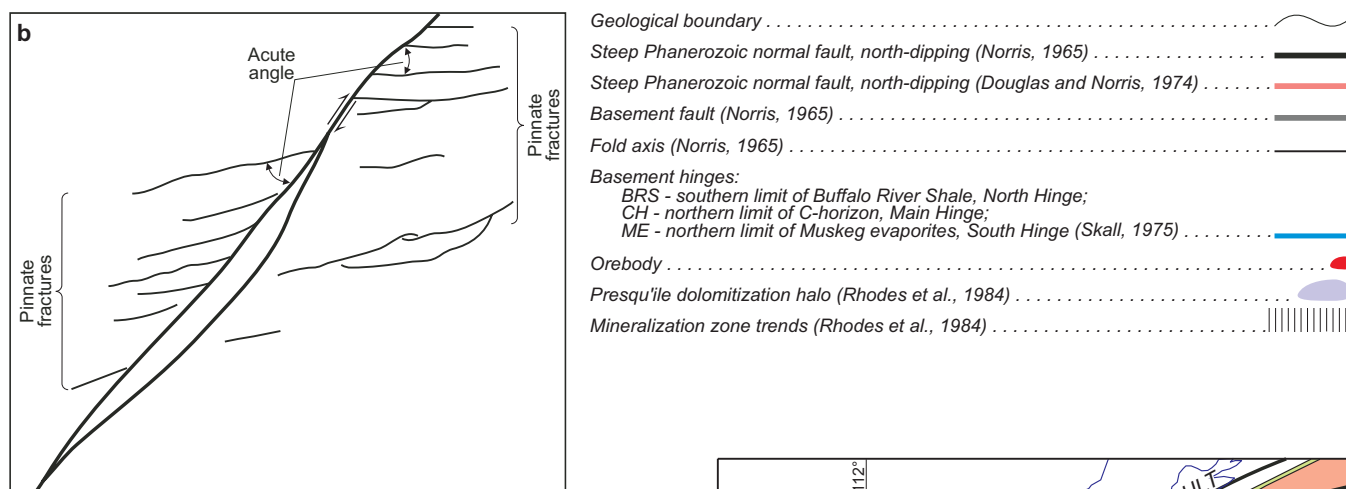 b
Acute
angle
Pinnate
fractures
Pinnate
fractures
Geological boundary
Steep Phanerozoic normal fault, north-dipping (Norris, 1965)
Steep Phanerozoic normal fault, north-dipping (Douglas and Norris, 1974)
Basement fault (Norris, 1965)
Fold axis (Norris, 1965)
Basement hinges:
BRS - southern limit of Buffalo River Shale, North Hinge;
CH - northern limit of C-horizon, Main Hinge;
ME - northern limit of Muskeg evaporites, South Hinge (Skall, 1975)
Orebody
Presqu'ile dolomitization halo (Rhodes et al., 1984)
Mineralization zone trends (Rhodes et al., 1984)
112°